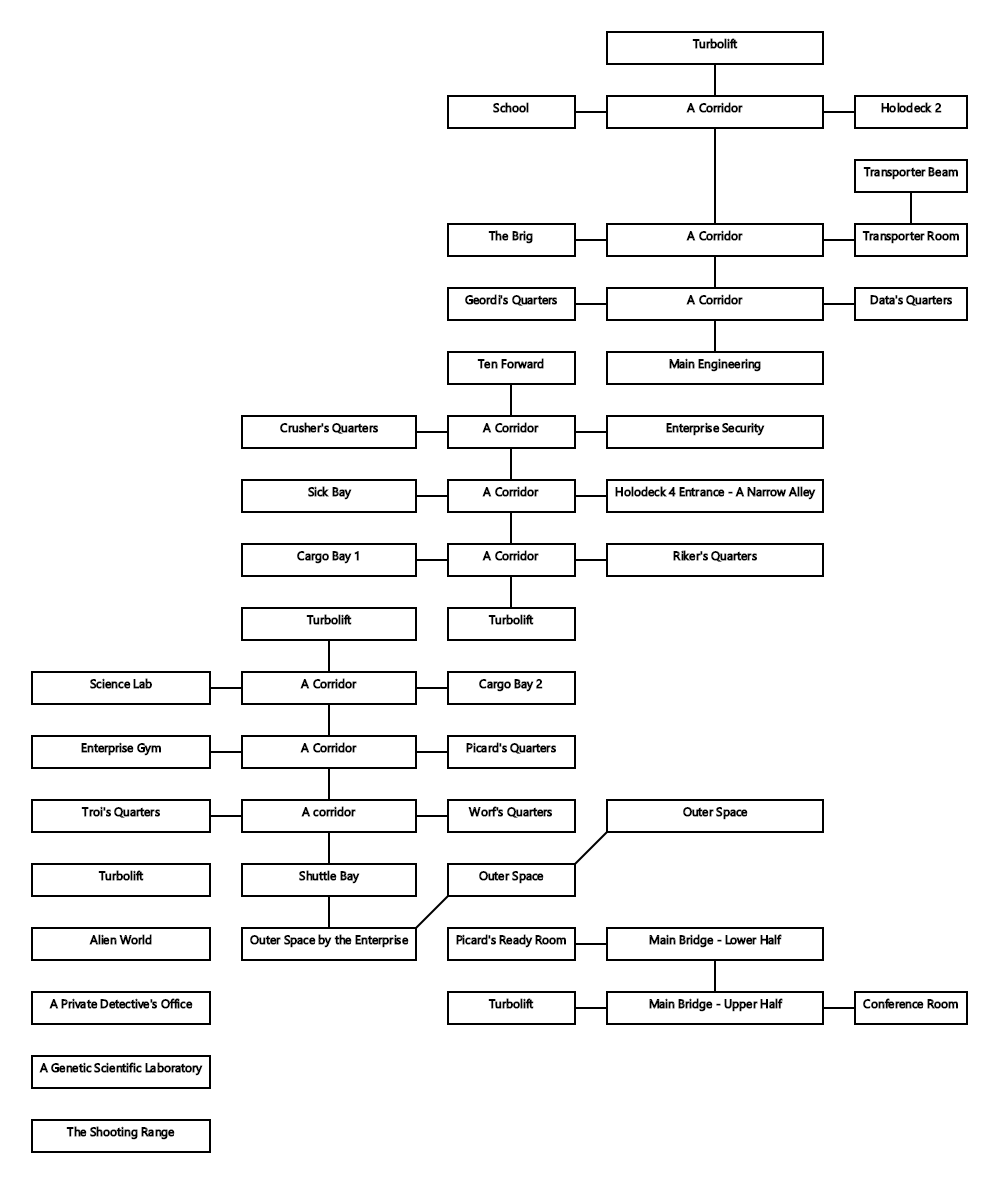 Turbolift
School
A Corridor
Holodeck 2
Transporter Beam
The Brig
A Corridor
Transporter Room
Geordi's Quarters
A Corridor
Data's Quarters
Ten Forward
Main Engineering
Crusher's Quarters
A Corridor
Enterprise Security
Sick Bay
A Corridor
Holodeck 4 Entrance - A Narrow Alley
Cargo Bay 1
A Corridor
Riker's Quarters
Turbolift
Turbolift
Science Lab
A Corridor
Cargo Bay 2
Enterprise Gym
A Corridor
Picard's Quarters
Troi's Quarters
A corridor
Worf's Quarters
Outer Space
Turbolift
Shuttle Bay
Outer Space
Alien World
Outer Space by the Enterprise
Picard's Ready Room
Main Bridge - Lower Half
A Private Detective's Office
Turbolift
Main Bridge - Upper Half
Conference Room
A Genetic Scientific Laboratory
The Shooting Range